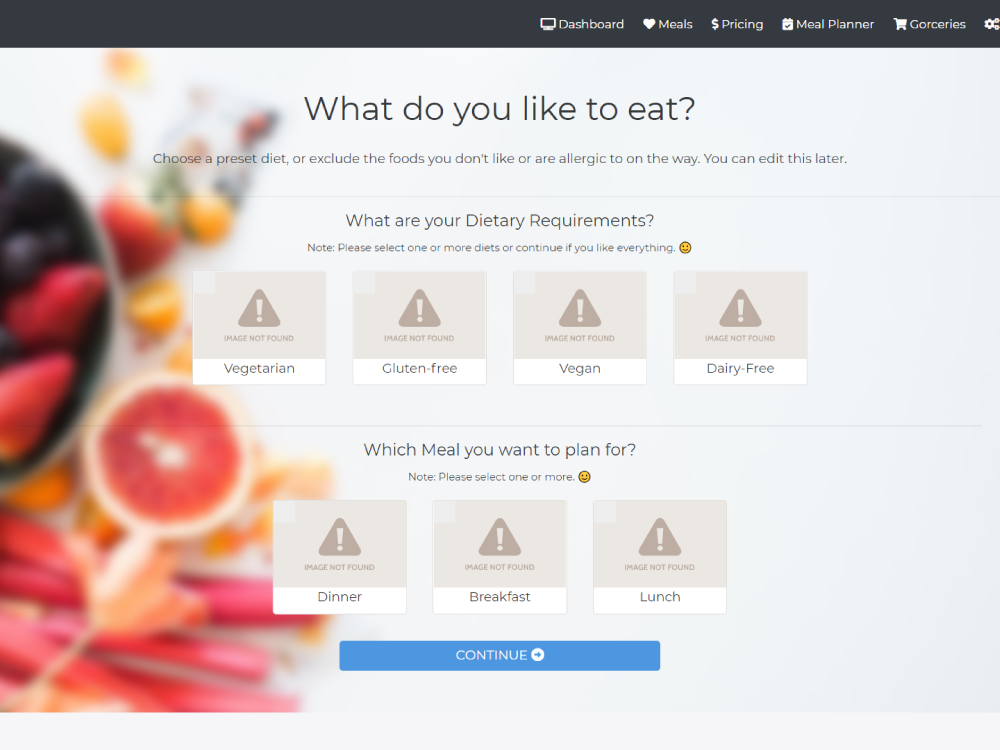 Dashboard Meals Pricing Meal Planner Gorceries
What do you like to eat?
Choose a preset diet, or exclude the foods you don't like or are allergic to on the way. You can edit this later.
What are your Dietary Requirements?
Note: Please select one or more diets or continue if you like everything. 🙂
IMAGE NOT FOUND IMAGE NOT FOUND IMAGE NOT FOUND IMAGE NOT FOUND
Vegetarian Gluten-free Vegan Dairy-Free
Which Meal you want to plan for?
Note: Please select one or more. 🙂
IMAGE NOT FOUND IMAGE NOT FOUND IMAGE NOT FOUND
Dinner Breakfast Lunch
CONTINUE